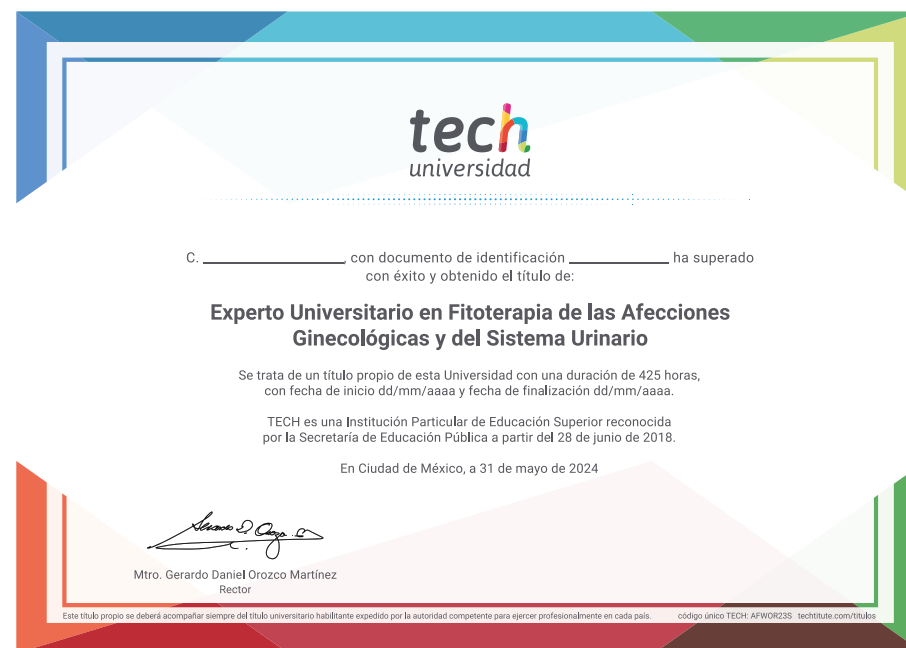 tech
universidad
C. ________________, con documento de identificación ____________ ha superado
con éxito y obtenido el título de:
Experto Universitario en Fitoterapia de las Afecciones
Ginecológicas y del Sistema Urinario
Se trata de un título propio de esta Universidad con una duración de 425 horas,
con fecha de inicio dd/mm/aaaa y fecha de finalización dd/mm/aaaa.
TECH es una Institución Particular de Educación Superior reconocida
por la Secretaría de Educación Pública a partir del 28 de junio de 2018.
En Ciudad de México, a 31 de mayo de 2024
Mtro. Gerardo Daniel Orozco Martínez
Rector
Este título propio se deberá acompañar siempre del título universitario habilitante expedido por la autoridad competente para ejercer profesionalmente en cada país. código único TECH: AFWOR23S techtitute.com/titulos